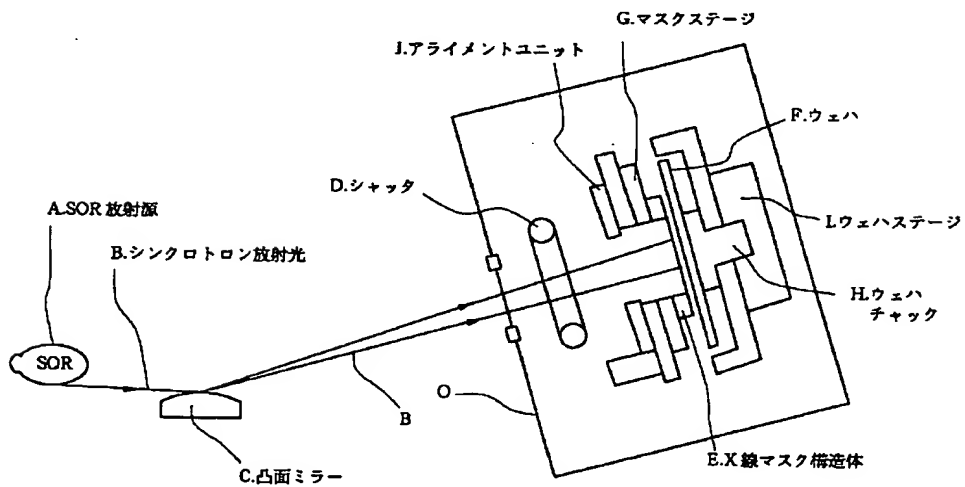 G.マスクステージ
J.アライメントユニット
F.ウェハ
D.シャッタ
A.SOR 放射源
I.ウェハステージ
B.シンクロトロン放射光
H.ウェハ
チャック
SOR
B
O
E.X 線マスク構造体
C.凸面ミラー